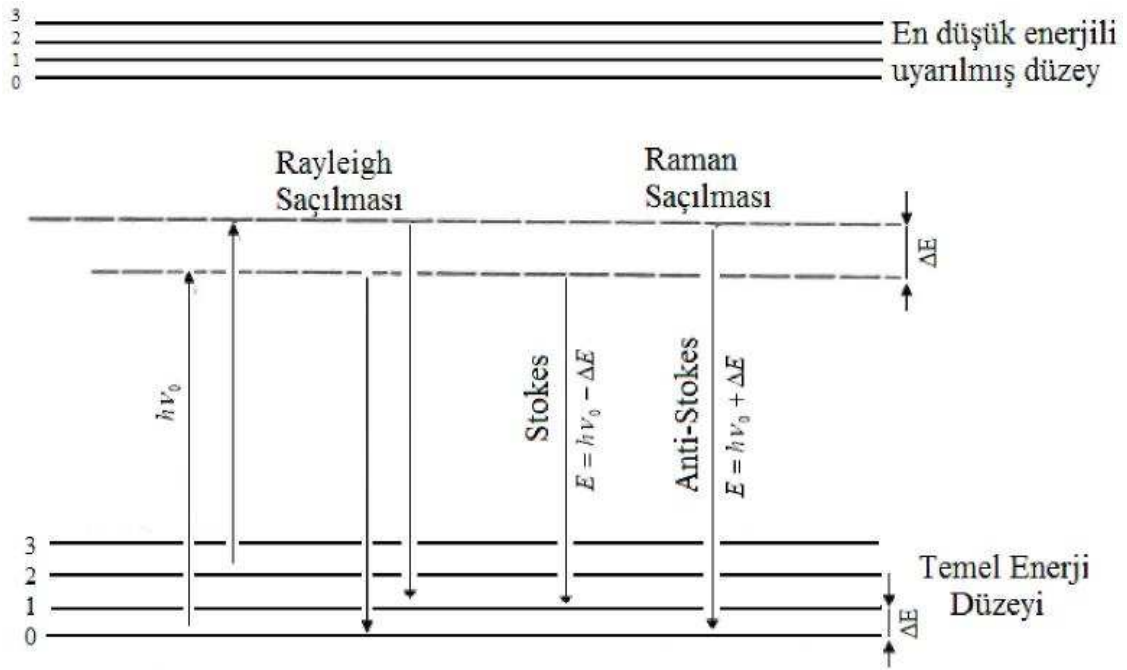 3
2
1
0
En düşük enerjili
uyarılmış düzey
Rayleigh
Saçılması
Raman
Saçılması
ΔE
hν₀
Stokes
E = hν₀ − ΔE
Anti-Stokes
E = hν₀ + ΔE
3
2
1
0
Temel Enerji
Düzeyi
ΔE